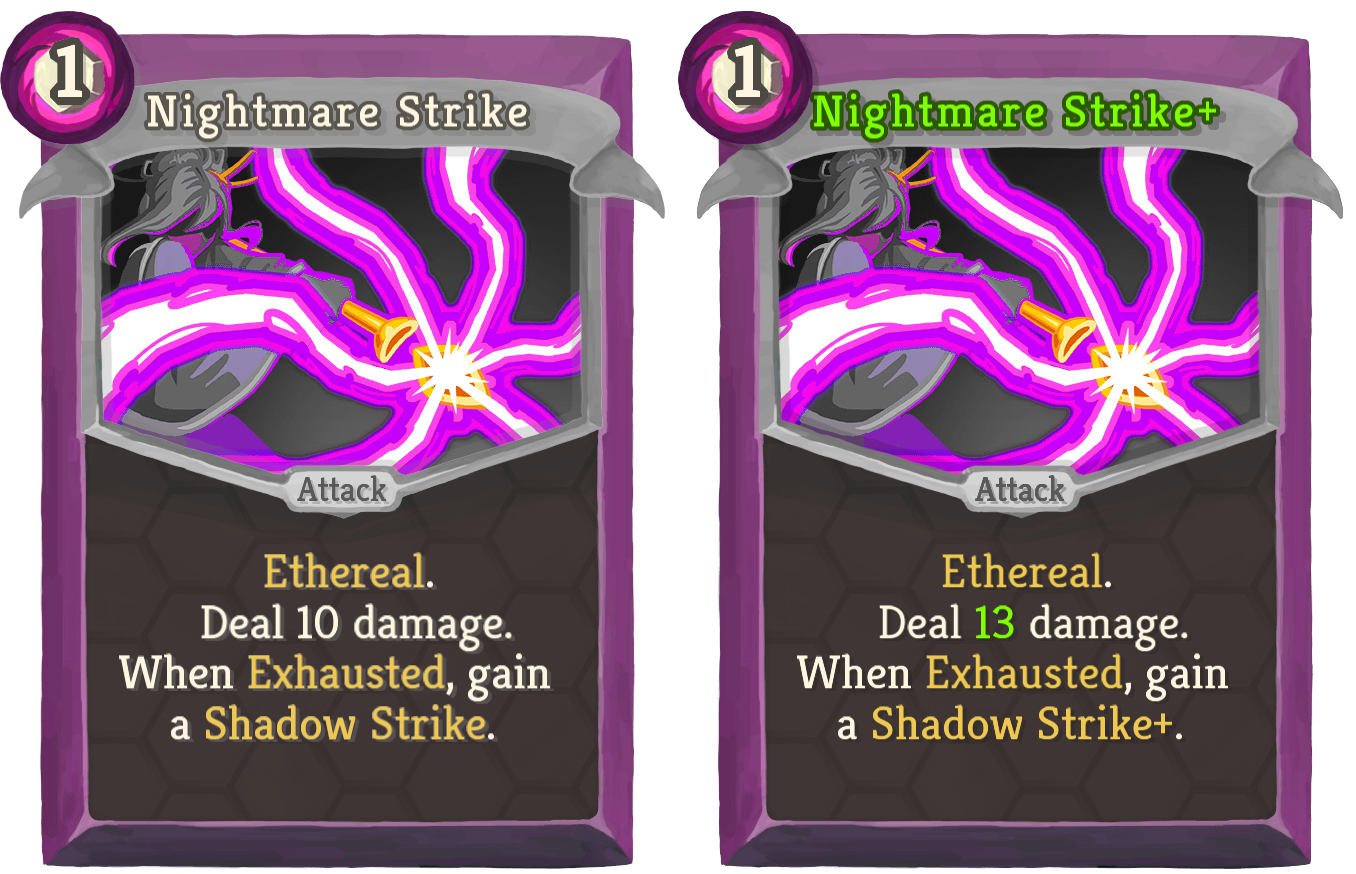 1
Nightmare Strike
Attack
Ethereal.
Deal 10 damage.
When Exhausted, gain
a Shadow Strike.
1
Nightmare Strike+
Attack
Ethereal.
Deal 13 damage.
When Exhausted, gain
a Shadow Strike+.